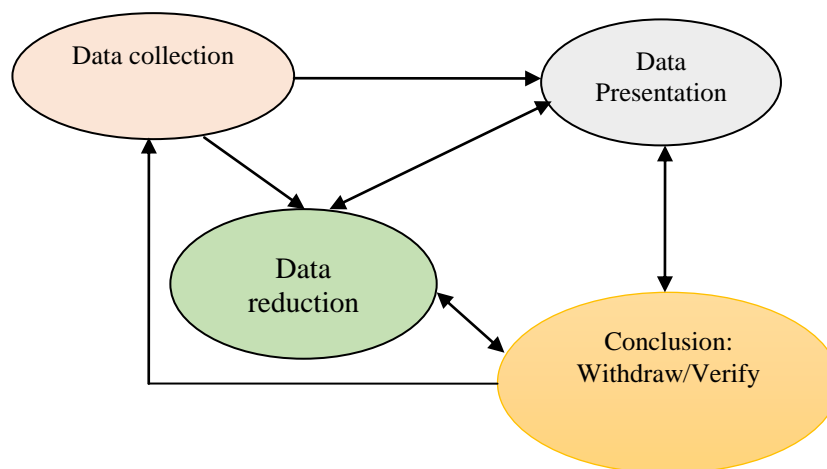 Data collection
Data
Presentation
Data
reduction
Conclusion:
Withdraw/Verify